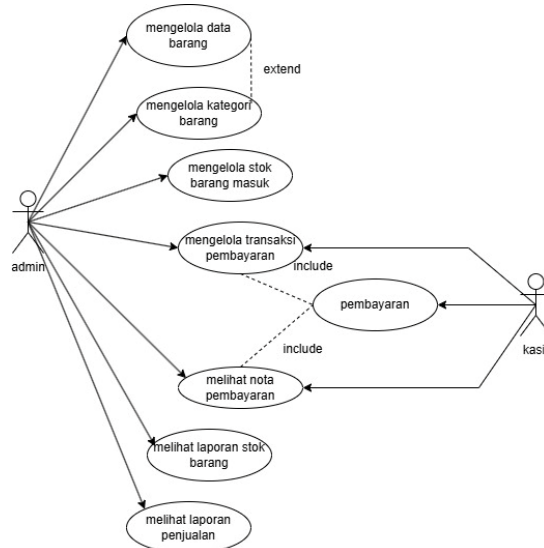 mengelola data
barang
extend
mengelola kategori
barang
mengelola stok
barang masuk
admin
mengelola transaksi
pembayaran
include
pembayaran
kasi
include
melihat nota
pembayaran
melihat laporan stok
barang
melihat laporan
penjualan